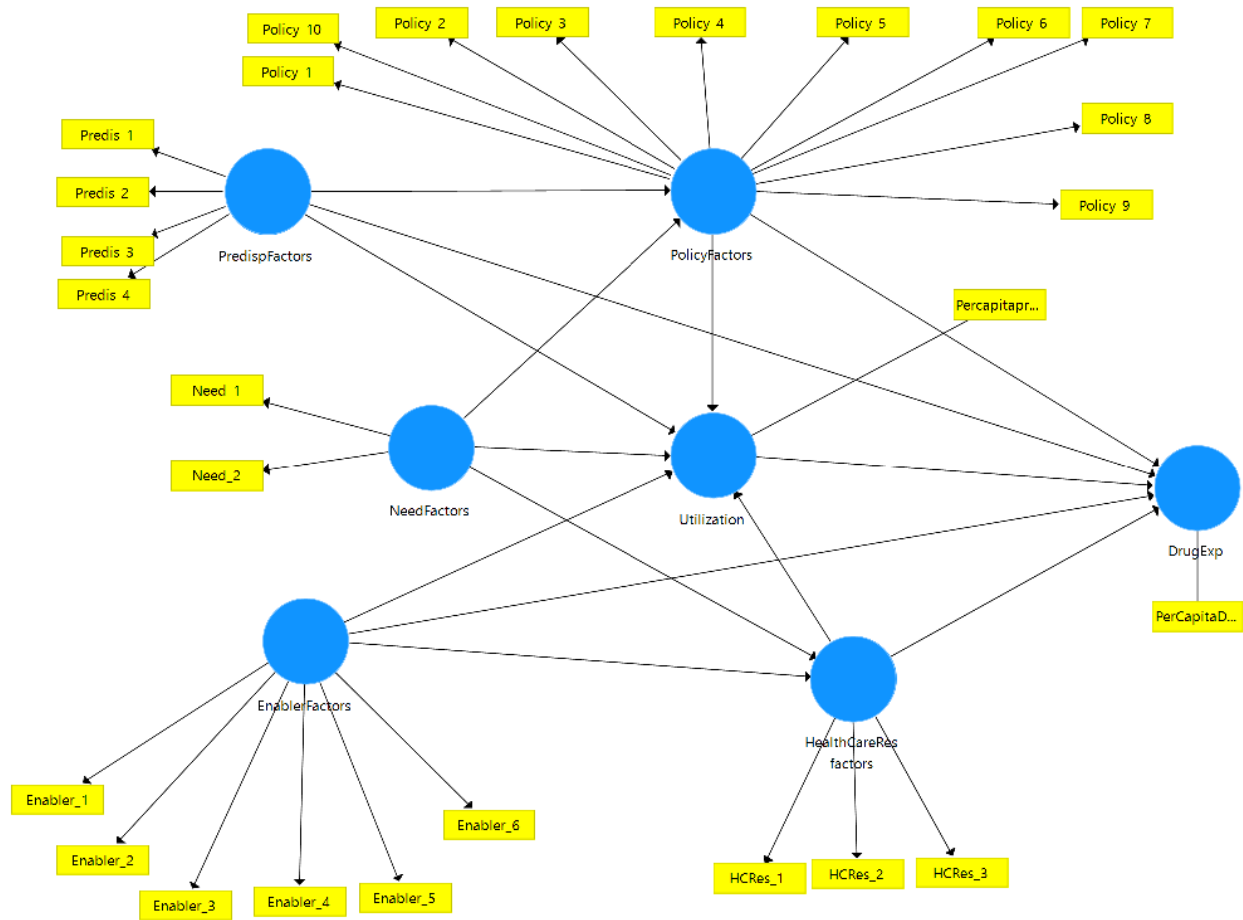 Policy 10
Policy 2
Policy 3
Policy 4
Policy 5
Policy 6
Policy 7
Policy 1
Policy 8
Predis 1
Predis 2
Policy 9
Predis 3
PredispFactors
PolicyFactors
Predis 4
Percapitapr...
Need 1
Need_2
NeedFactors
Utilization
DrugExp
PerCapitaD...
EnablerFactors
HealthCareRes
factors
Enabler_1
Enabler_6
Enabler_2
HCRes_1
HCRes_2
HCRes_3
Enabler_3
Enabler_4
Enabler_5